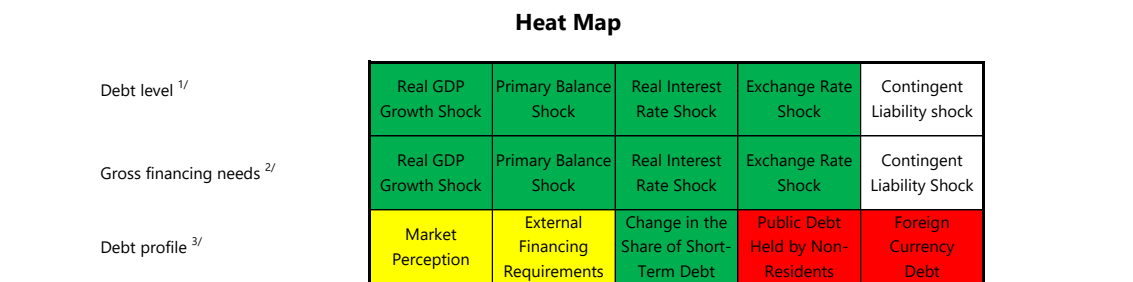 Heat Map
Debt level 1/
Real GDP
Growth Shock
Primary Balance
Shock
Real Interest
Rate Shock
Exchange Rate
Shock
Contingent
Liability shock
Gross financing needs 2/
Real GDP
Growth Shock
Primary Balance
Shock
Real Interest
Rate Shock
Exchange Rate
Shock
Contingent
Liability Shock
Debt profile 3/
Market
Perception
External
Financing
Requirements
Change in the
Share of Short-
Term Debt
Public Debt
Held by Non-
Residents
Foreign
Currency
Debt